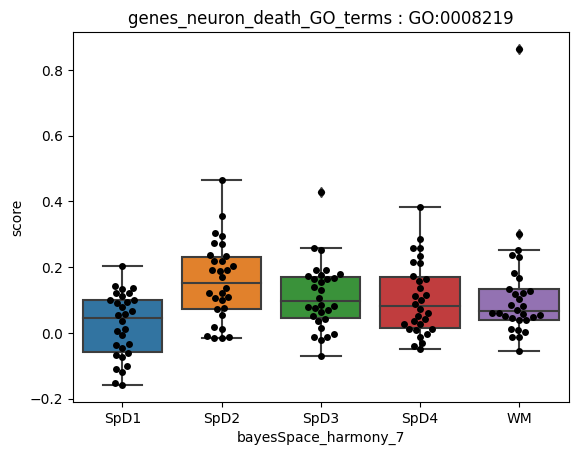 genes_neuron_death_GO_terms : GO:0008219
0.8
0.6
0.4
0.2
0.0
−0.2
score
SpD1 SpD2 SpD3 SpD4 WM
bayesSpace_harmony_7